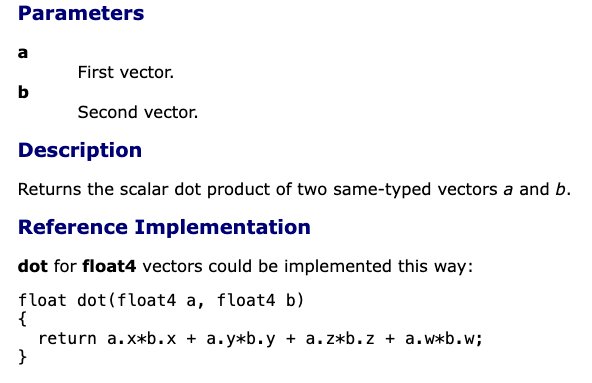 Parameters
a
First vector.
b
Second vector.
Description
Returns the scalar dot product of two same-typed vectors a and b.
Reference Implementation
dot for float4 vectors could be implemented this way:
float dot(float4 a, float4 b)
{
  return a.x*b.x + a.y*b.y + a.z*b.z + a.w*b.w;
}